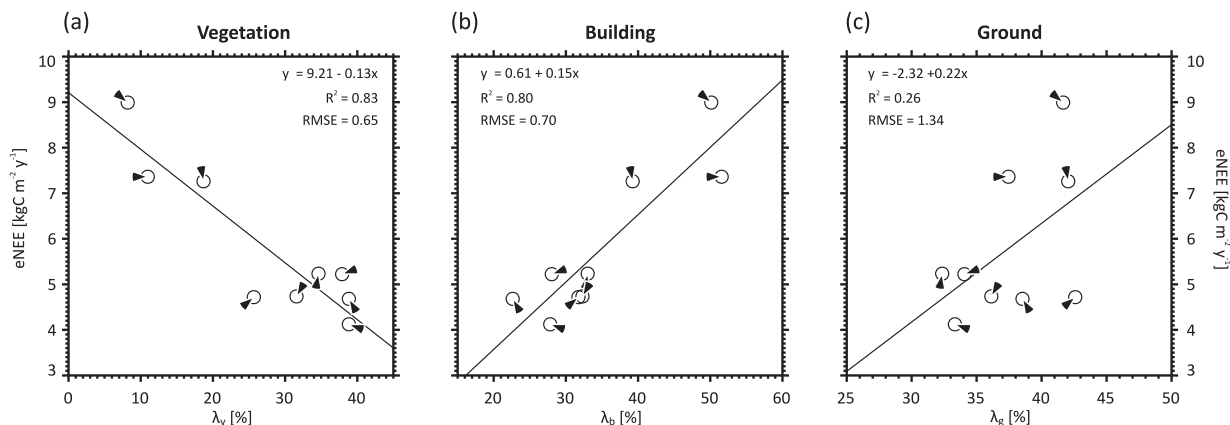 (a)
Vegetation
y = 9.21 - 0.13x
R² = 0.83
RMSE = 0.65
eNEE [kgC m⁻² y⁻¹]
10
9
8
7
6
5
4
3
0
10
20
30
40
λv [%]
(b)
Building
y = 0.61 + 0.15x
R² = 0.80
RMSE = 0.70
20
30
40
50
60
λb [%]
(c)
Ground
y = -2.32 +0.22x
R² = 0.26
RMSE = 1.34
25
30
35
40
45
50
λg [%]
10
9
8
7
6
5
4
3
eNEE [kgC m⁻² y⁻¹]